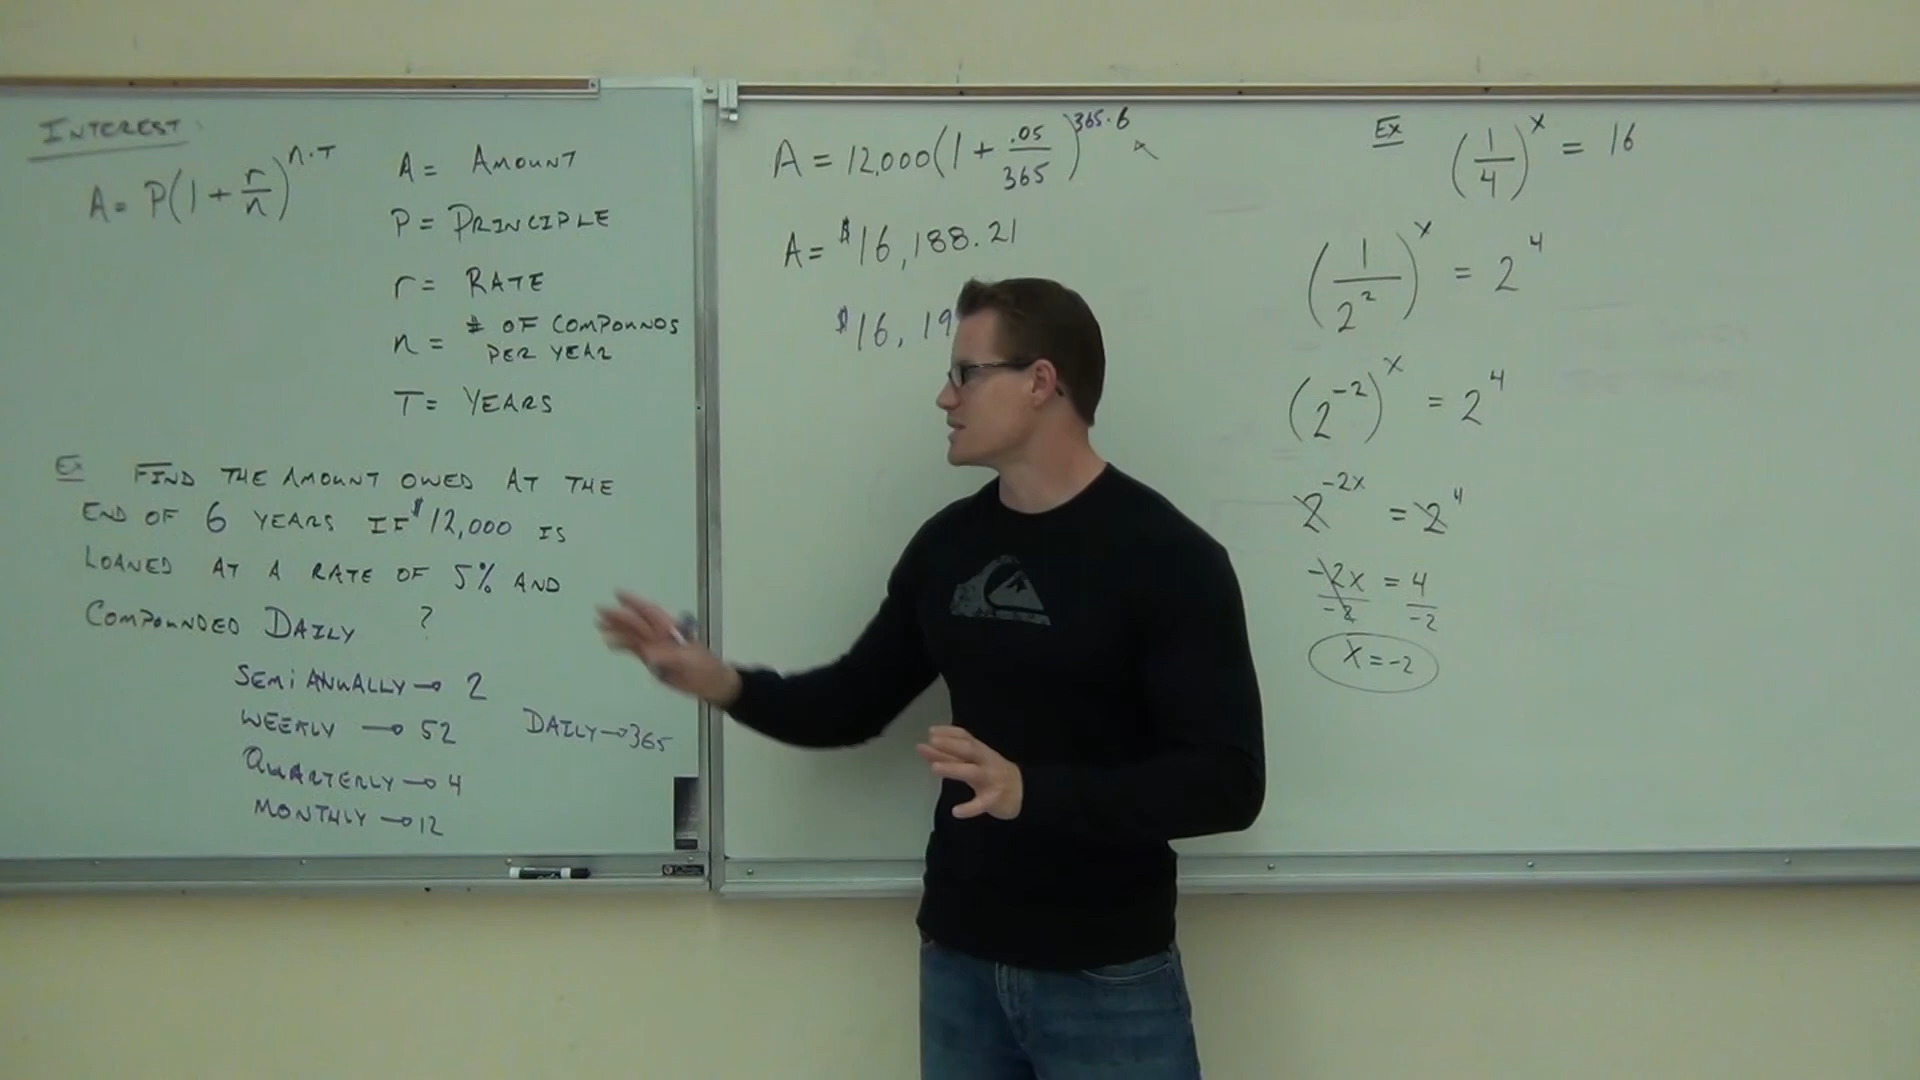 INTEREST:
A = P(1 + r/n)^n·T
A = AMOUNT
P = PRINCIPLE
r = RATE
n = # OF COMPOUNDS
PER YEAR
T = YEARS
Ex FIND THE AMOUNT OWED AT THE
END OF 6 YEARS IF $12,000 IS
LOANED AT A RATE OF 5% AND
COMPOUNDED DAILY ?
SEMI ANUALLY → 2
WEEKLY → 52
DAILY → 365
QUARTERLY → 4
MONTHLY → 12
A = 12,000(1 + .05/365)^365·6
A = $16,188.21
$16, 19
Ex (1/4)^x = 16
(1/2^2)^x = 2^4
(2^-2)^x = 2^4
2^-2x = 2^4
-2x = 4
-2 -2
x = -2